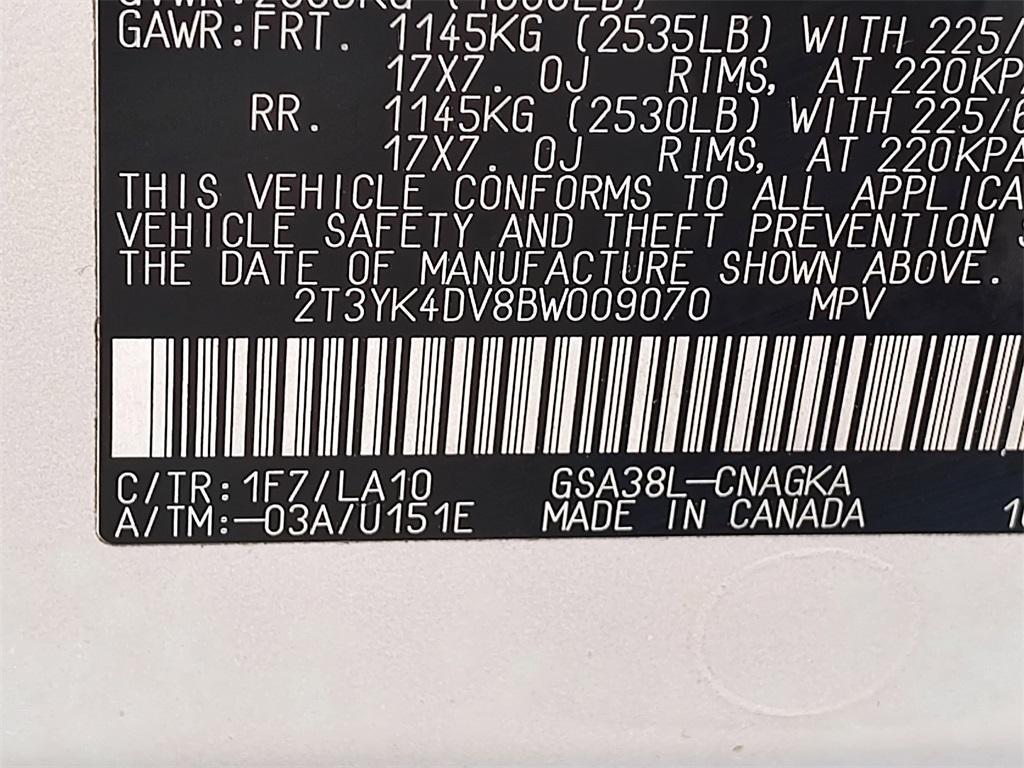 GAWR:FRT. 1145KG (2535LB) WITH 225/
17X7. 0J RIMS, AT 220KPA
RR. 1145KG (2530LB) WITH 225/6
17X7. 0J RIMS, AT 220KPA
THIS VEHICLE CONFORMS TO ALL APPLICA
VEHICLE SAFETY AND THEFT PREVENTION S
THE DATE OF MANUFACTURE SHOWN ABOVE.
2T3YK4DV8BW009070 MPV
C/TR:1F7/LA10 GSA38L-CNAGKA
A/TM:-03A/U151E MADE IN CANADA